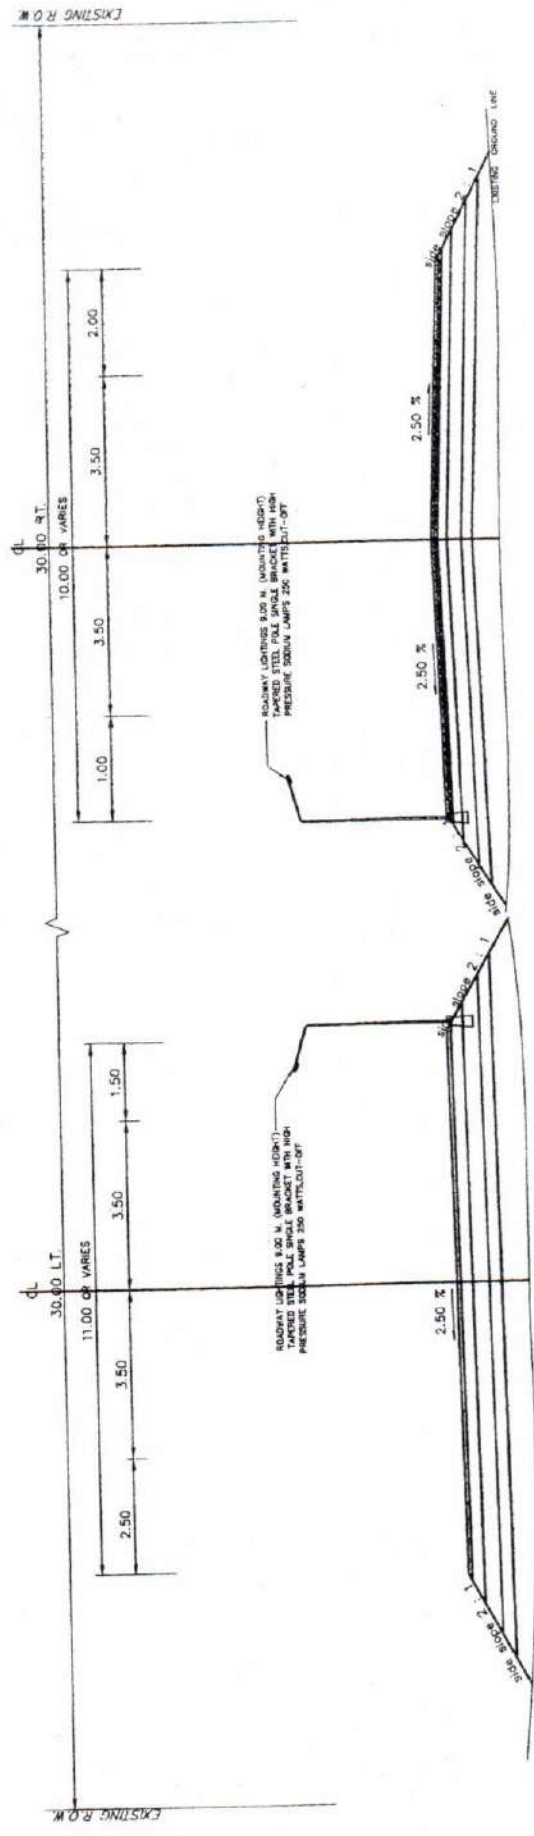 EXISTING R.O.W.
EXISTING R.O.W.
CL
30.00 LT.
11.00 OR VARIES
2.50
3.50
3.50
1.50
CL
30.00 RT.
10.00 OR VARIES
1.00
3.50
3.50
2.00
ROADWAY LIGHTINGS 9.00 M. (MOUNTING HEIGHT)
TAPERED STEEL POLE SINGLE BRACKET WITH HIGH
PRESSURE SODIUM LAMPS 250 WATTS,CUT-OFF
ROADWAY LIGHTINGS 9.00 M. (MOUNTING HEIGHT)
TAPERED STEEL POLE SINGLE BRACKET WITH HIGH
PRESSURE SODIUM LAMPS 250 WATTS,CUT-OFF
side slope 2 : 1
2.50 %
side slope 2 : 1
side slope 2
2.50 %
2.50 %
side slope 2 : 1
EXISTING GROUND LINE